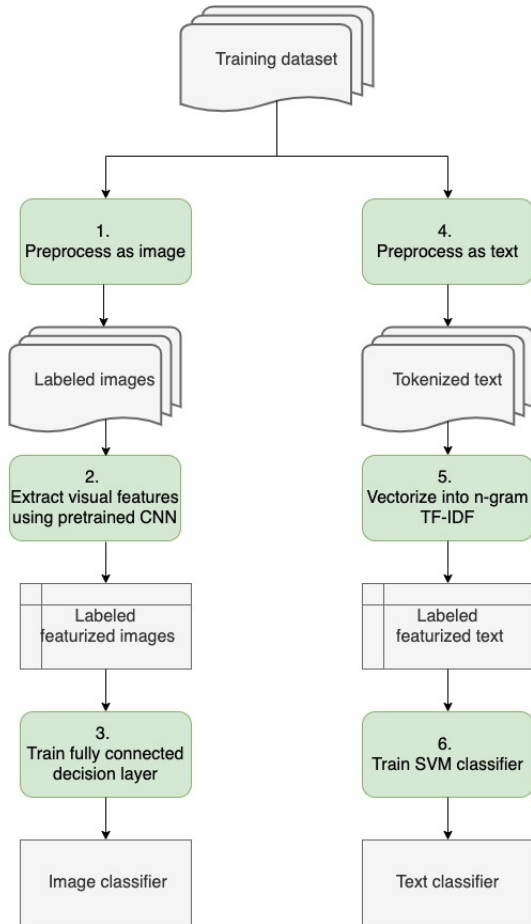 Training dataset
1.
Preprocess as image
Labeled images
2.
Extract visual features
using pretrained CNN
Labeled
featurized images
3.
Train fully connected
decision layer
Image classifier
4.
Preprocess as text
Tokenized text
5.
Vectorize into n-gram
TF-IDF
Labeled
featurized text
6.
Train SVM classifier
Text classifier